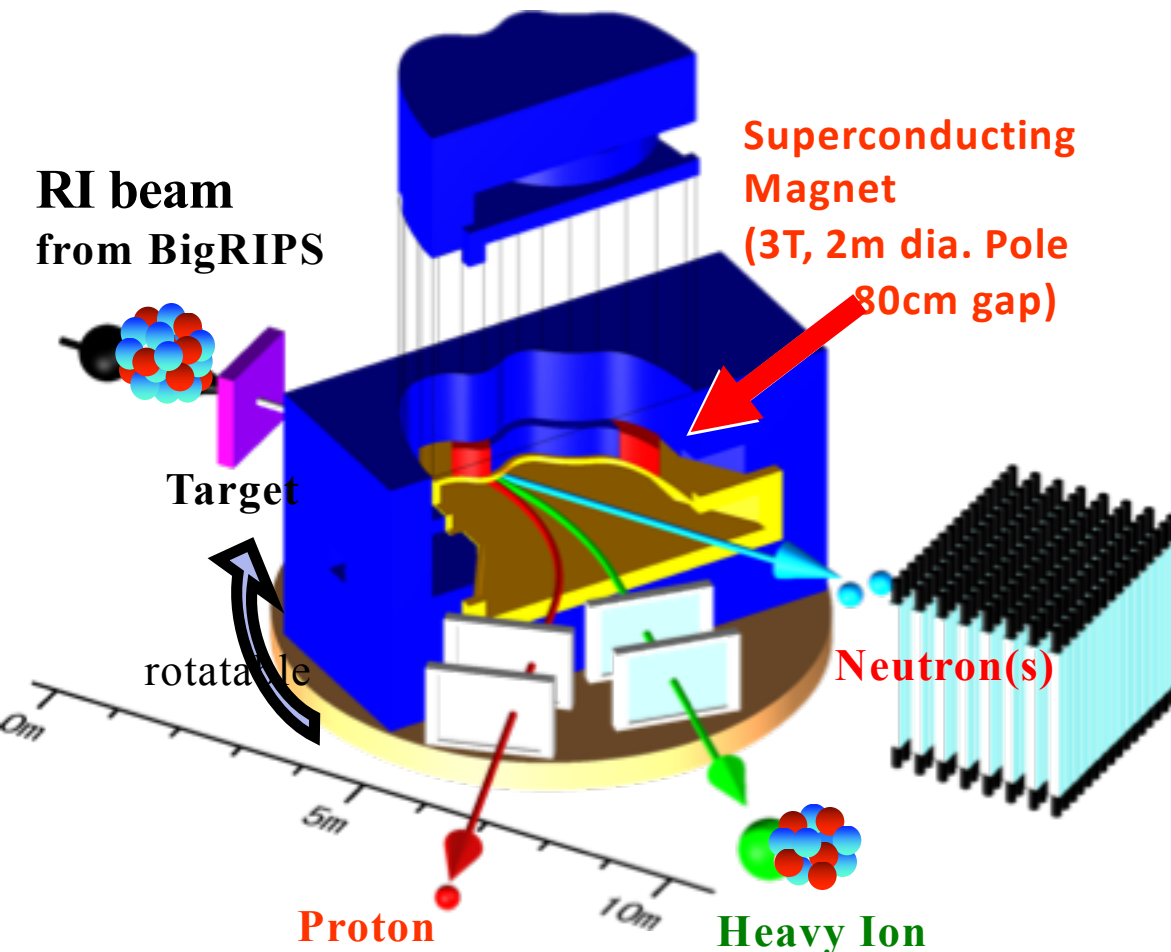 Superconducting
Magnet
(3T, 2m dia. Pole
80cm gap)
RI beam
from BigRIPS
Target
rotatable
Neutron(s)
0m
5m
10m
Proton
Heavy Ion